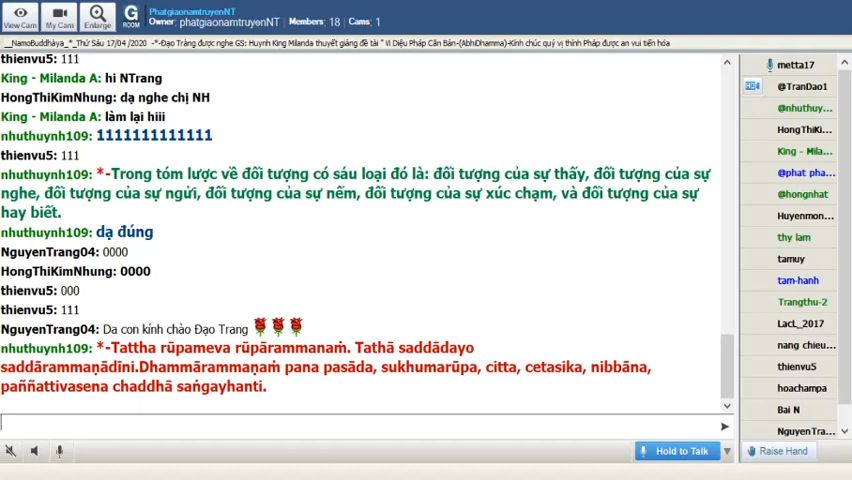 View Cam
My Cam
Enlarge
G
ROOM
PhatgiaonamtruyenNT
Owner: phatgiaonamtruyenNT Members: 18 Cams: 1
__NamoBuddhàya_*_Thứ Sáu 17/04 /2020 -*-Đạo Tràng được nghe GS: Huynh King Milanda thuyết giảng đề tài " Vi Diệu Pháp Căn Bản-(AbhiDhamma)-Kính chúc quý vị thính Pháp được an vui tiến hóa
thienvu5: 111
King - Milanda A: hi NTrang
HongThiKimNhung: dạ nghe chị NH
King - Milanda A: làm lại hiii
nhuthuynh109: 1111111111111
thienvu5: 111
nhuthuynh109: *-Trong tóm lược về đối tượng có sáu loại đó là: đối tượng của sự thấy, đối tượng của sự
nghe, đối tượng của sự ngửi, đối tượng của sự nếm, đối tượng của sự xúc chạm, và đối tượng của sự
hay biết.
nhuthuynh109: dạ đúng
NguyenTrang04: 0000
HongThiKimNhung: 0000
thienvu5: 000
thienvu5: 111
NguyenTrang04: Da con kính chào Đạo Trang
nhuthuynh109: *-Tattha rūpameva rūpārammanaṁ. Tathā saddādayo
saddārammaṇādīni.Dhammārammaṇaṁ pana pasāda, sukhumarūpa, citta, cetasika, nibbāna,
paññattivasena chaddhā saṅgayhanti.
Hold to Talk
metta17
@TranDao1
@nhuthuy...
HongThiKi...
King - Mila...
@phat pha...
@hongnhat
Huyenmon...
thy lam
tamuy
tam-hanh
Trangthu-2
LacL_2017
nang chieu...
thienvu5
hoachampa
Bai N
NguyenTra...
Raise Hand